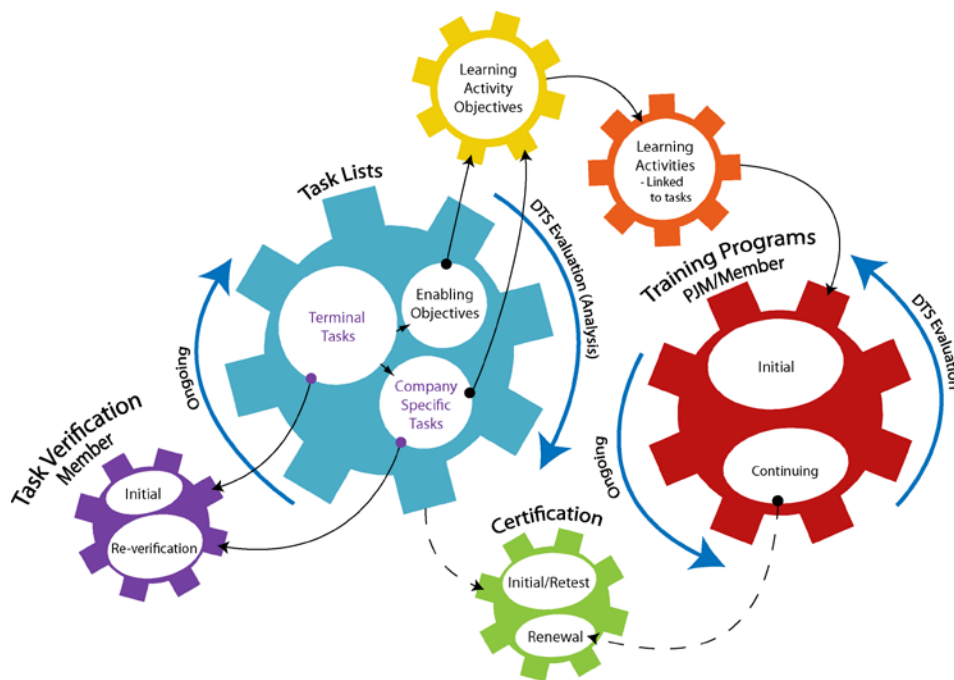 Learning
Activity
Objectives
Learning
Activities
- Linked
to tasks
Task Lists
DTS Evaluation (Analysis)
Ongoing
Terminal
Tasks
Enabling
Objectives
Company
Specific
Tasks
Training Programs
PJM/Member
DTS Evaluation
Ongoing
Initial
Continuing
Task Verification
Member
Initial
Re-verification
Certification
Initial/Retest
Renewal